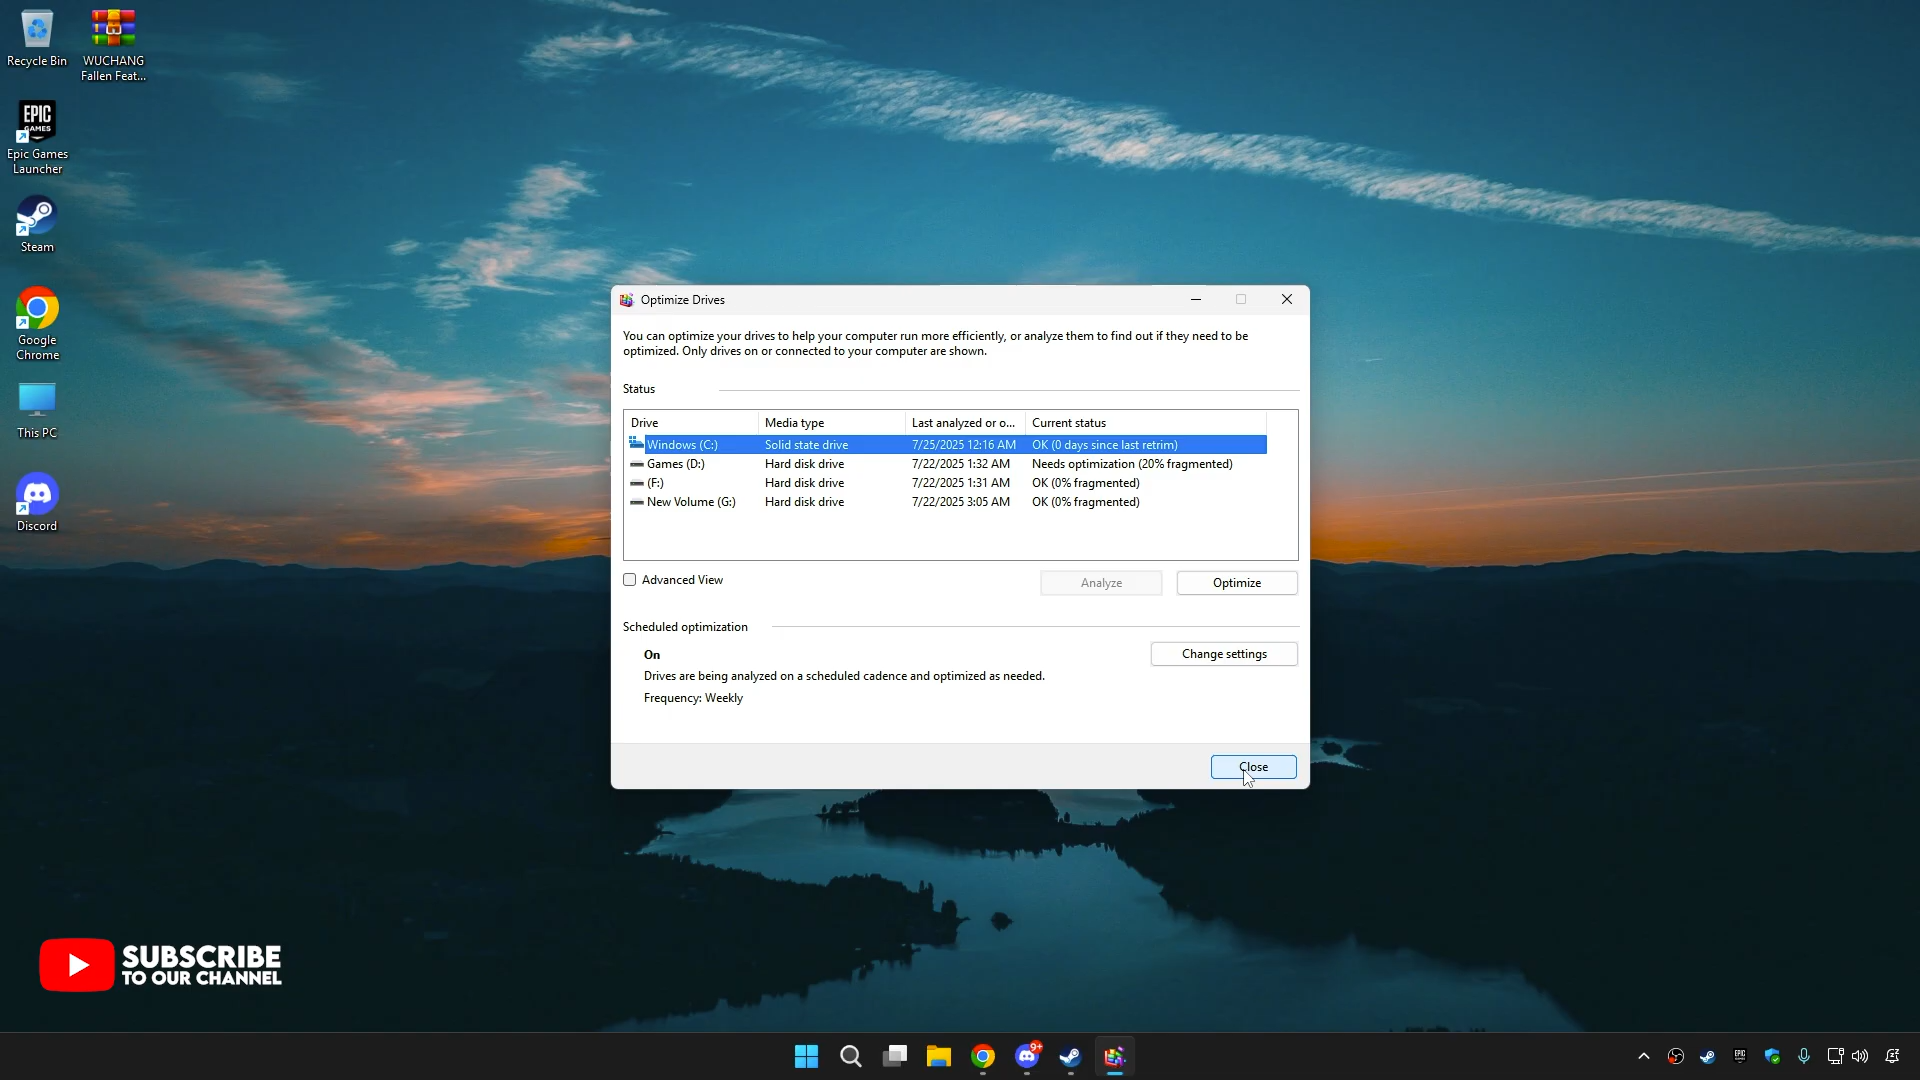 Recycle Bin
WUCHANG
Fallen Feat...
EPIC
GAMES
Epic Games
Launcher
Steam
Google
Chrome
This PC
Discord
Optimize Drives
You can optimize your drives to help your computer run more efficiently, or analyze them to find out if they need to be
optimized. Only drives on or connected to your computer are shown.
Status
Drive Media type Last analyzed or o... Current status
Windows (C:) Solid state drive 7/25/2025 12:16 AM OK (0 days since last retrim)
Games (D:) Hard disk drive 7/22/2025 1:32 AM Needs optimization (20% fragmented)
(F:) Hard disk drive 7/22/2025 1:31 AM OK (0% fragmented)
New Volume (G:) Hard disk drive 7/22/2025 3:05 AM OK (0% fragmented)
Advanced View Analyze Optimize
Scheduled optimization
On Change settings
Drives are being analyzed on a scheduled cadence and optimized as needed.
Frequency: Weekly
Close
SUBSCRIBE
TO OUR CHANNEL
9+
EPIC